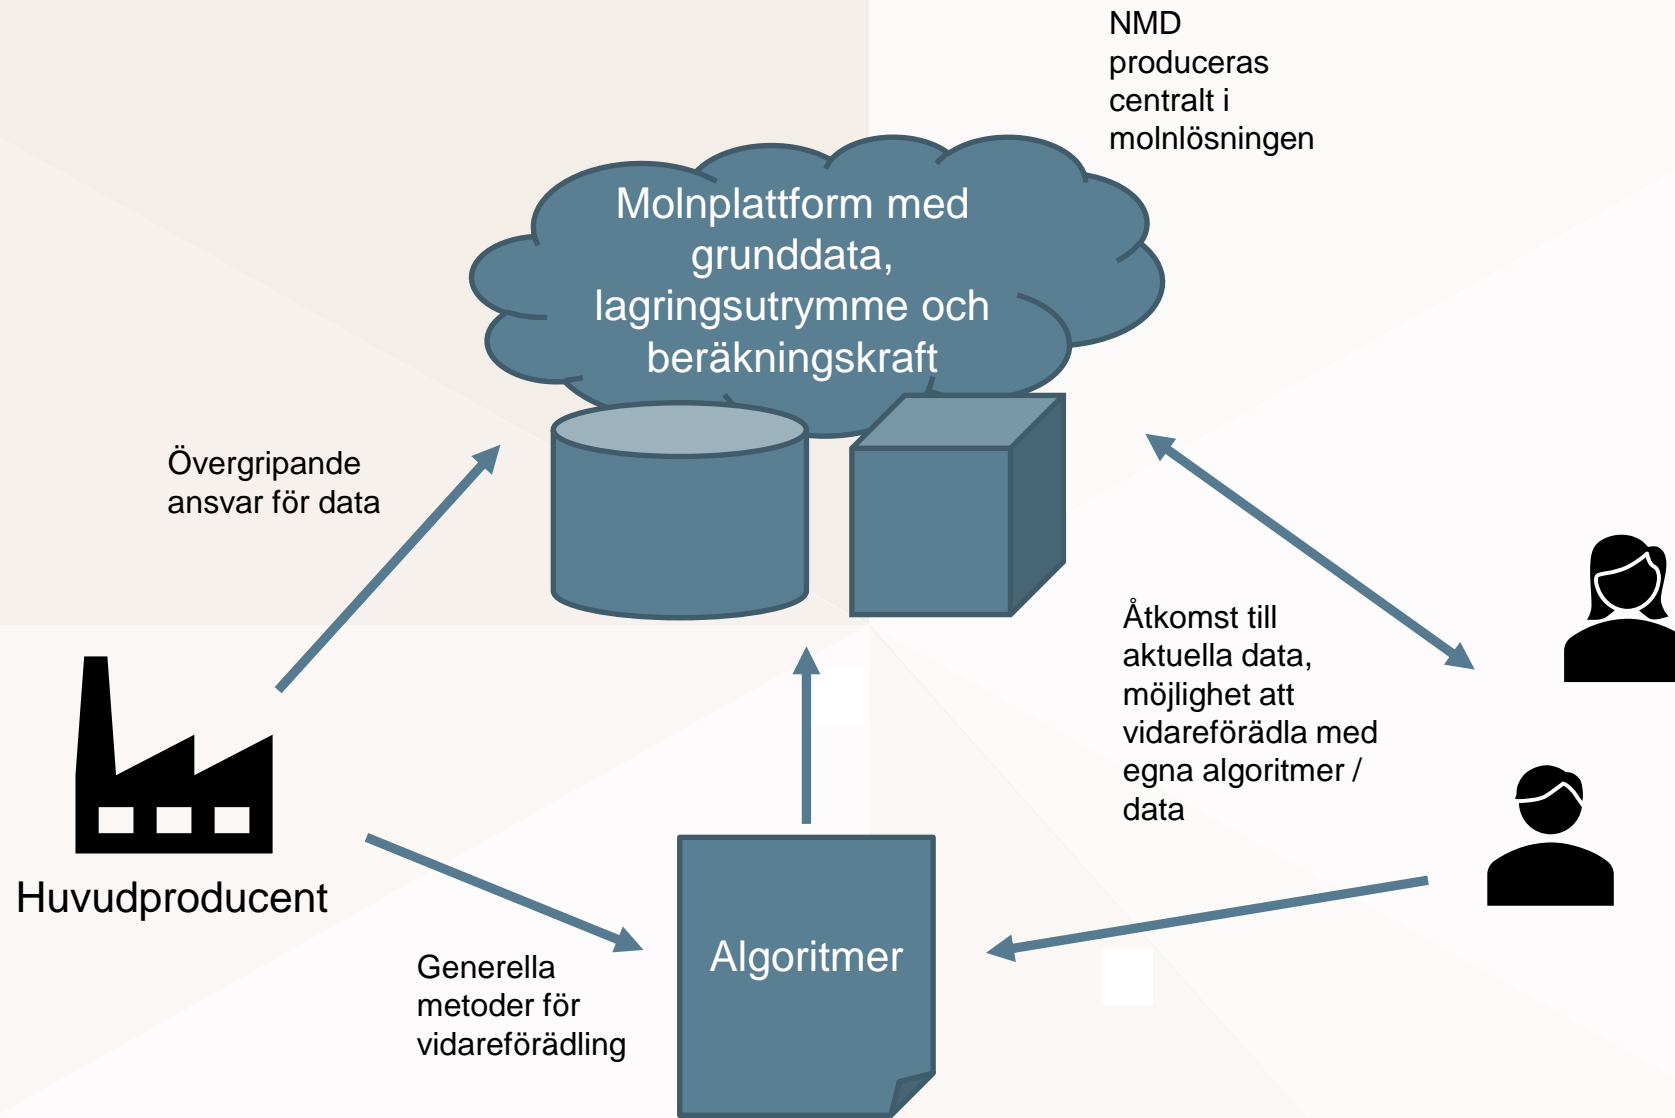 NMD
produceras
centralt i
molnlösningen
Molnplattform med
grunddata,
lagringsutrymme och
beräkningskraft
Övergripande
ansvar för data
Åtkomst till
aktuella data,
möjlighet att
vidareförädla med
egna algoritmer /
data
Huvudproducent
Generella
metoder för
vidareförädling
Algoritmer